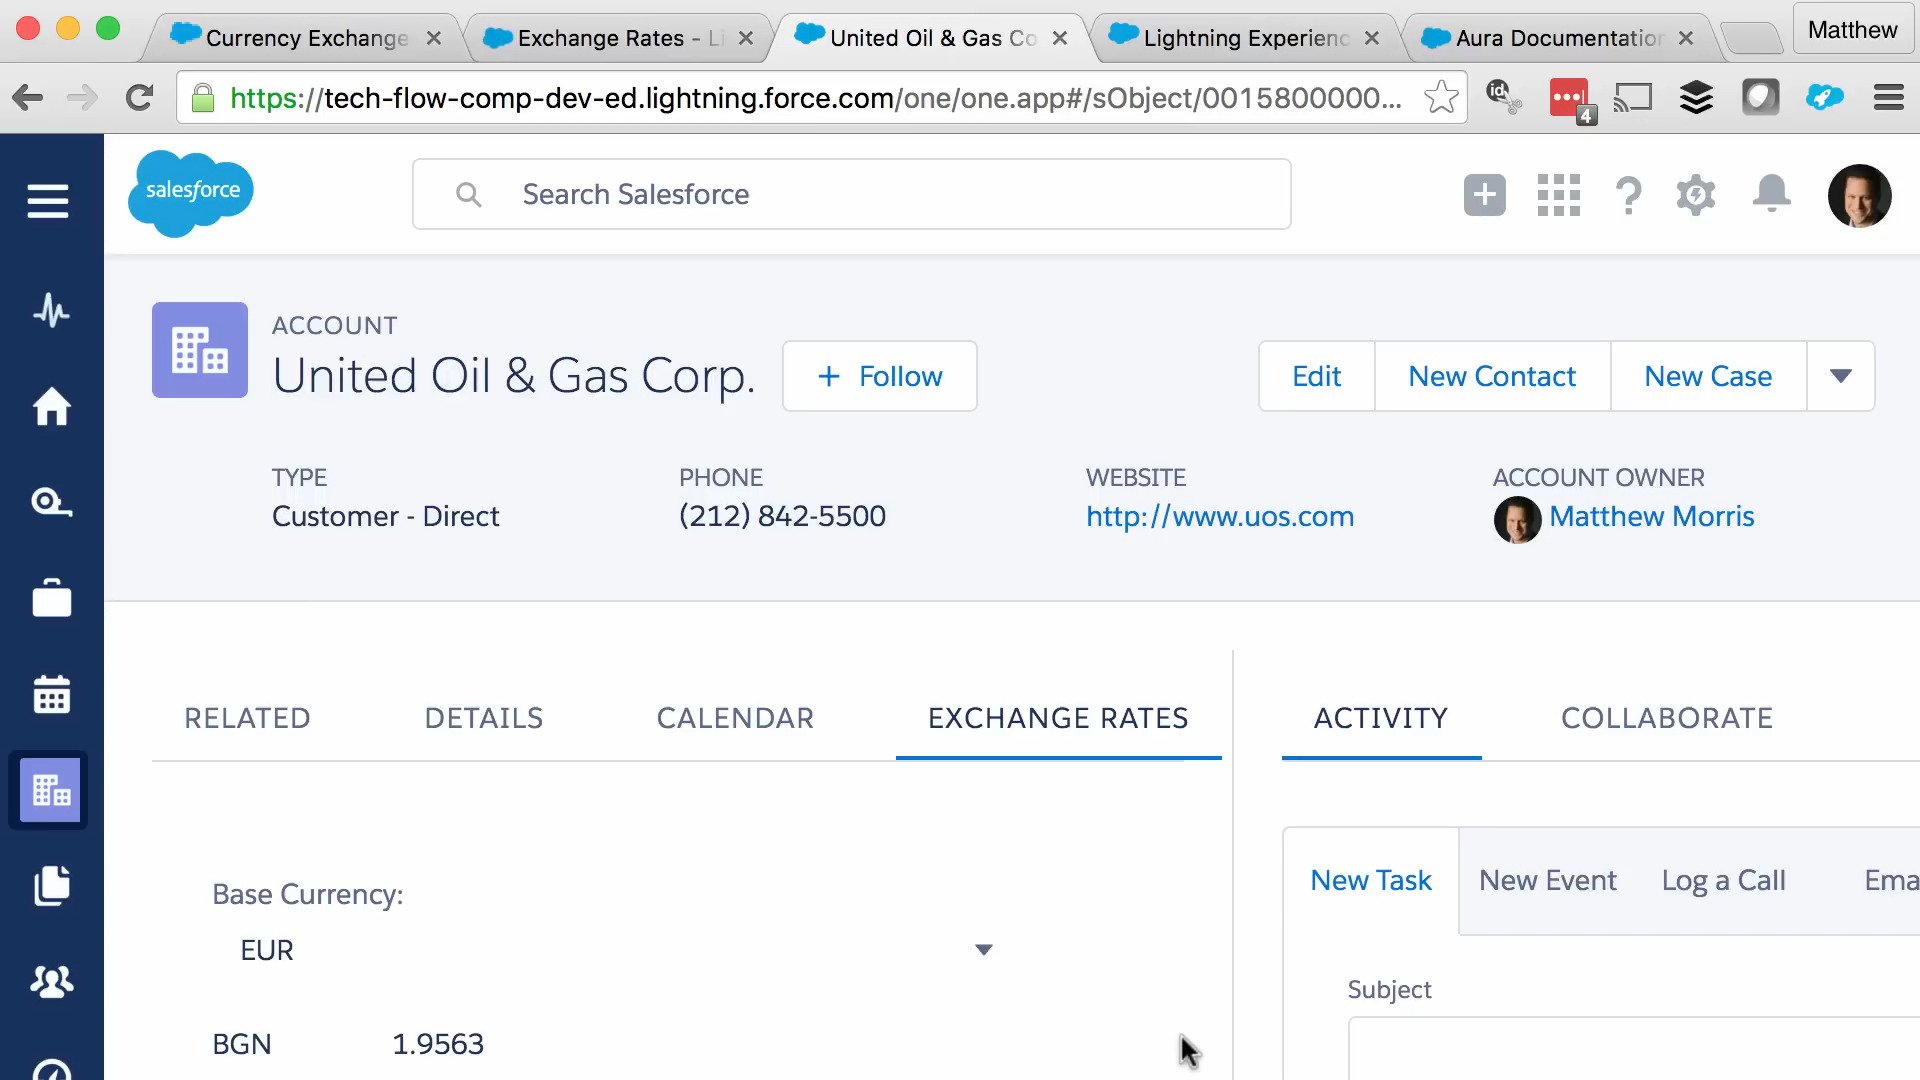 Currency Exchange
Exchange Rates - Li
United Oil & Gas Co
Lightning Experienc
Aura Documentation
Matthew
https://tech-flow-comp-dev-ed.lightning.force.com/one/one.app#/sObject/0015800000...
id
4
salesforce
Search Salesforce
ACCOUNT
United Oil & Gas Corp.
+ Follow
Edit
New Contact
New Case
TYPE
PHONE
WEBSITE
ACCOUNT OWNER
Customer - Direct
(212) 842-5500
http://www.uos.com
Matthew Morris
RELATED
DETAILS
CALENDAR
EXCHANGE RATES
ACTIVITY
COLLABORATE
New Task
New Event
Log a Call
Ema
Base Currency:
EUR
Subject
BGN
1.9563